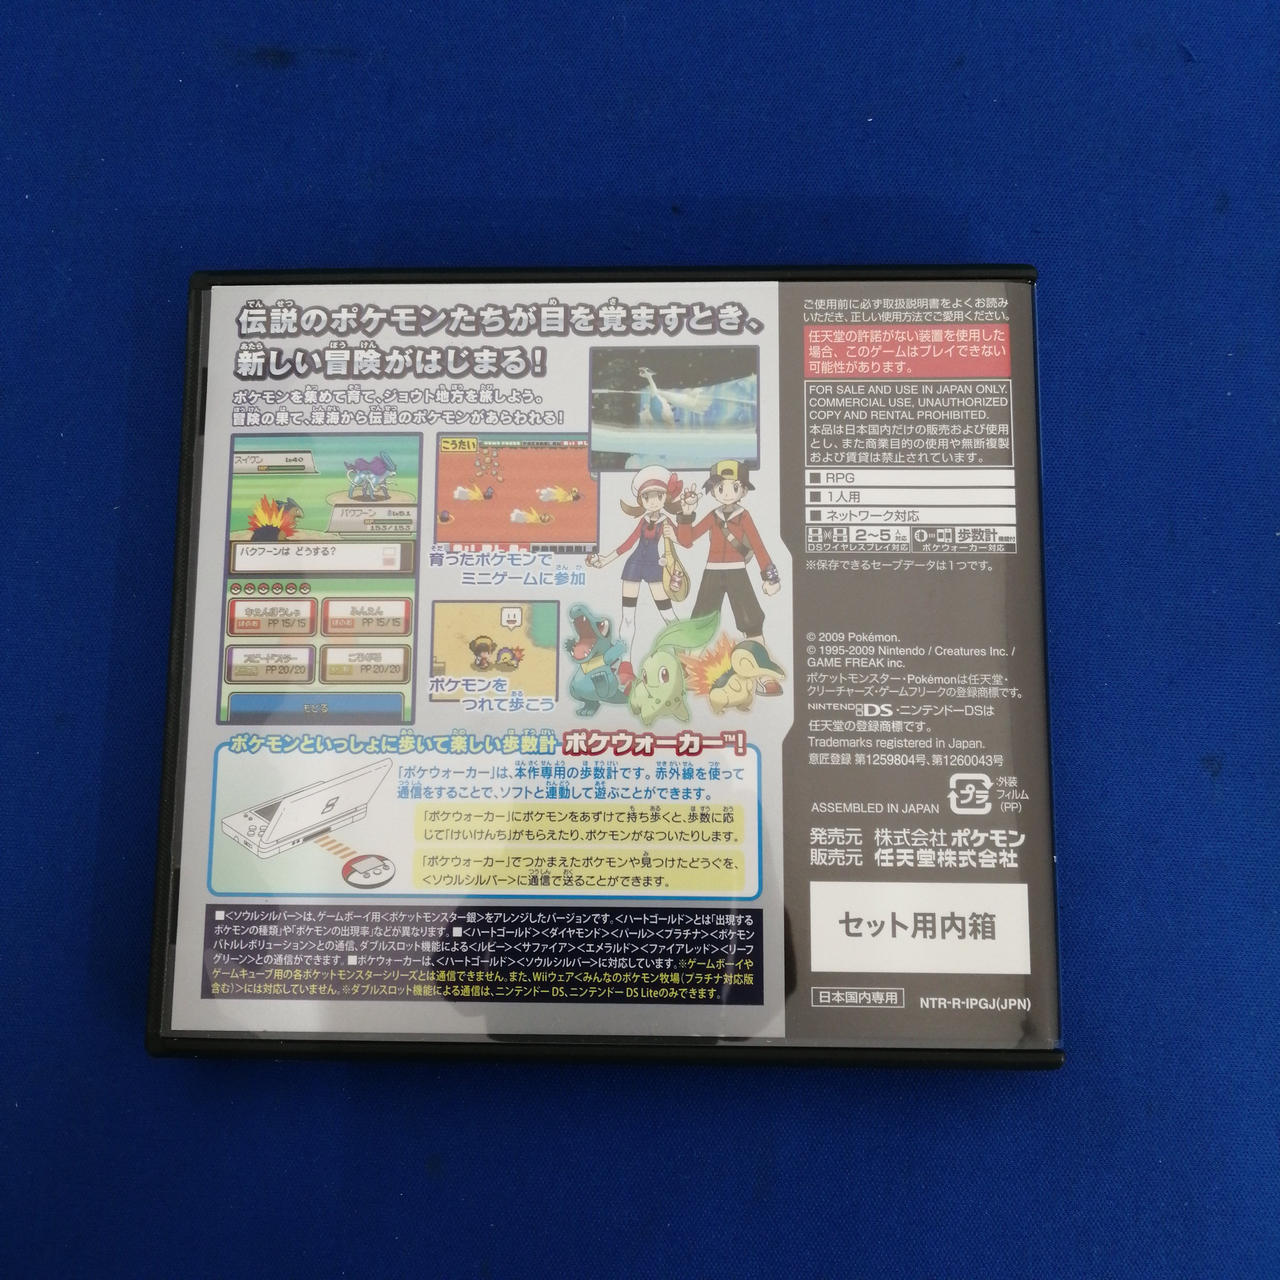 伝説のポケモンたちが目を覚ますとき、
新しい冒険がはじまる!
ポケモンを集めて育て、ジョウト地方を旅しよう。
冒険の果て、深海から伝説のポケモンがあらわれる!
スイクン Lv40
バクフーン Lv51
153/153
バクフーンは どうする?
ふんえん
PP 15/15
PP 15/15
スピードスター
ころがる
PP 20/20
PP 20/20
もどる
こうたい
育ったポケモンで
ミニゲームに参加
ポケモンを
つれて歩こう
ポケモンといっしょに歩いて楽しい歩数計 ポケウォーカー™!
「ポケウォーカー」は、本作専用の歩数計です。赤外線を使って
通信をすることで、ソフトと連動して遊ぶことができます。
「ポケウォーカー」にポケモンをあずけて持ち歩くと、歩数に応
じて「けいけんち」がもらえたり、ポケモンがなついたりします。
「ポケウォーカー」でつかまえたポケモンや見つけたどうぐを、
<ソウルシルバー>に通信で送ることができます。
■<ソウルシルバー>は、ゲームボーイ用<ポケットモンスター銀>をアレンジしたバージョンです。<ハートゴールド>とは「出現する
ポケモンの種類」や「ポケモンの出現率」などが異なります。■<ハートゴールド><ダイヤモンド><パール><プラチナ><ポケモン
バトルレボリューション>との通信、ダブルスロット機能による<ルビー><サファイア><エメラルド><ファイアレッド><リーフ
グリーン>との通信ができます。■ポケウォーカーは、<ハートゴールド><ソウルシルバー>に対応しています。※ゲームボーイや
ゲームキューブ用の各ポケットモンスターシリーズとは通信できません。また、Wiiウェア<みんなのポケモン牧場(プラチナ対応版
含む)>には対応していません。※ダブルスロット機能による通信は、ニンテンドーDS、ニンテンドーDS Liteのみできます。
ご使用前に必ず取扱説明書をよくお読み
いただき、正しい使用方法でご愛用ください。
任天堂の許諾がない装置を使用した
場合、このゲームはプレイできない
可能性があります。
FOR SALE AND USE IN JAPAN ONLY.
COMMERCIAL USE, UNAUTHORIZED
COPY AND RENTAL PROHIBITED.
本品は日本国内だけの販売および使用
とし、また商業目的の使用や無断複製
および賃貸は禁止されています。
■ RPG
■ 1人用
■ ネットワーク対応
2~5人対応 歩数計機能付
DSワイヤレスプレイ対応 ポケウォーカー対応
※保存できるセーブデータは1つです。
© 2009 Pokémon.
© 1995-2009 Nintendo / Creatures Inc. /
GAME FREAK inc.
ポケットモンスター・Pokémonは任天堂・
クリーチャーズ・ゲームフリークの登録商標です。
NINTENDO DS・ニンテンドーDSは
任天堂の登録商標です。
Trademarks registered in Japan.
意匠登録 第1259804号、第1260043号
ASSEMBLED IN JAPAN
プラ
外装
フィルム
(PP)
発売元 株式会社 ポケモン
販売元 任天堂株式会社
セット用内箱
日本国内専用
NTR-R-IPGJ(JPN)